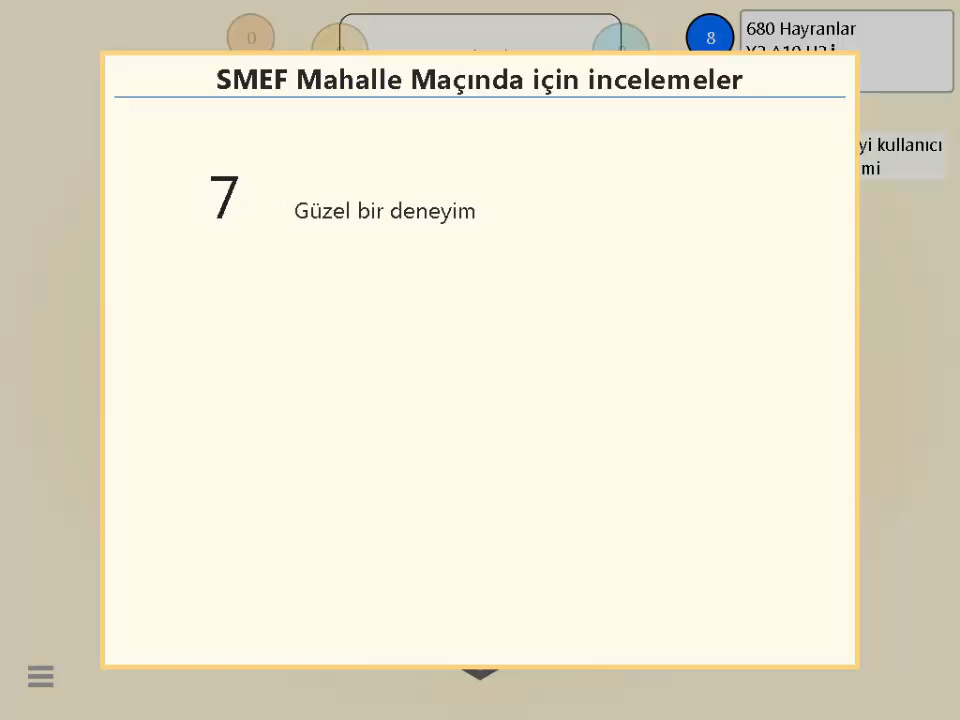 0
8
680 Hayranlar
SMEF Mahalle Maçında için incelemeler
yi kullanıcı
mi
7
Güzel bir deneyim